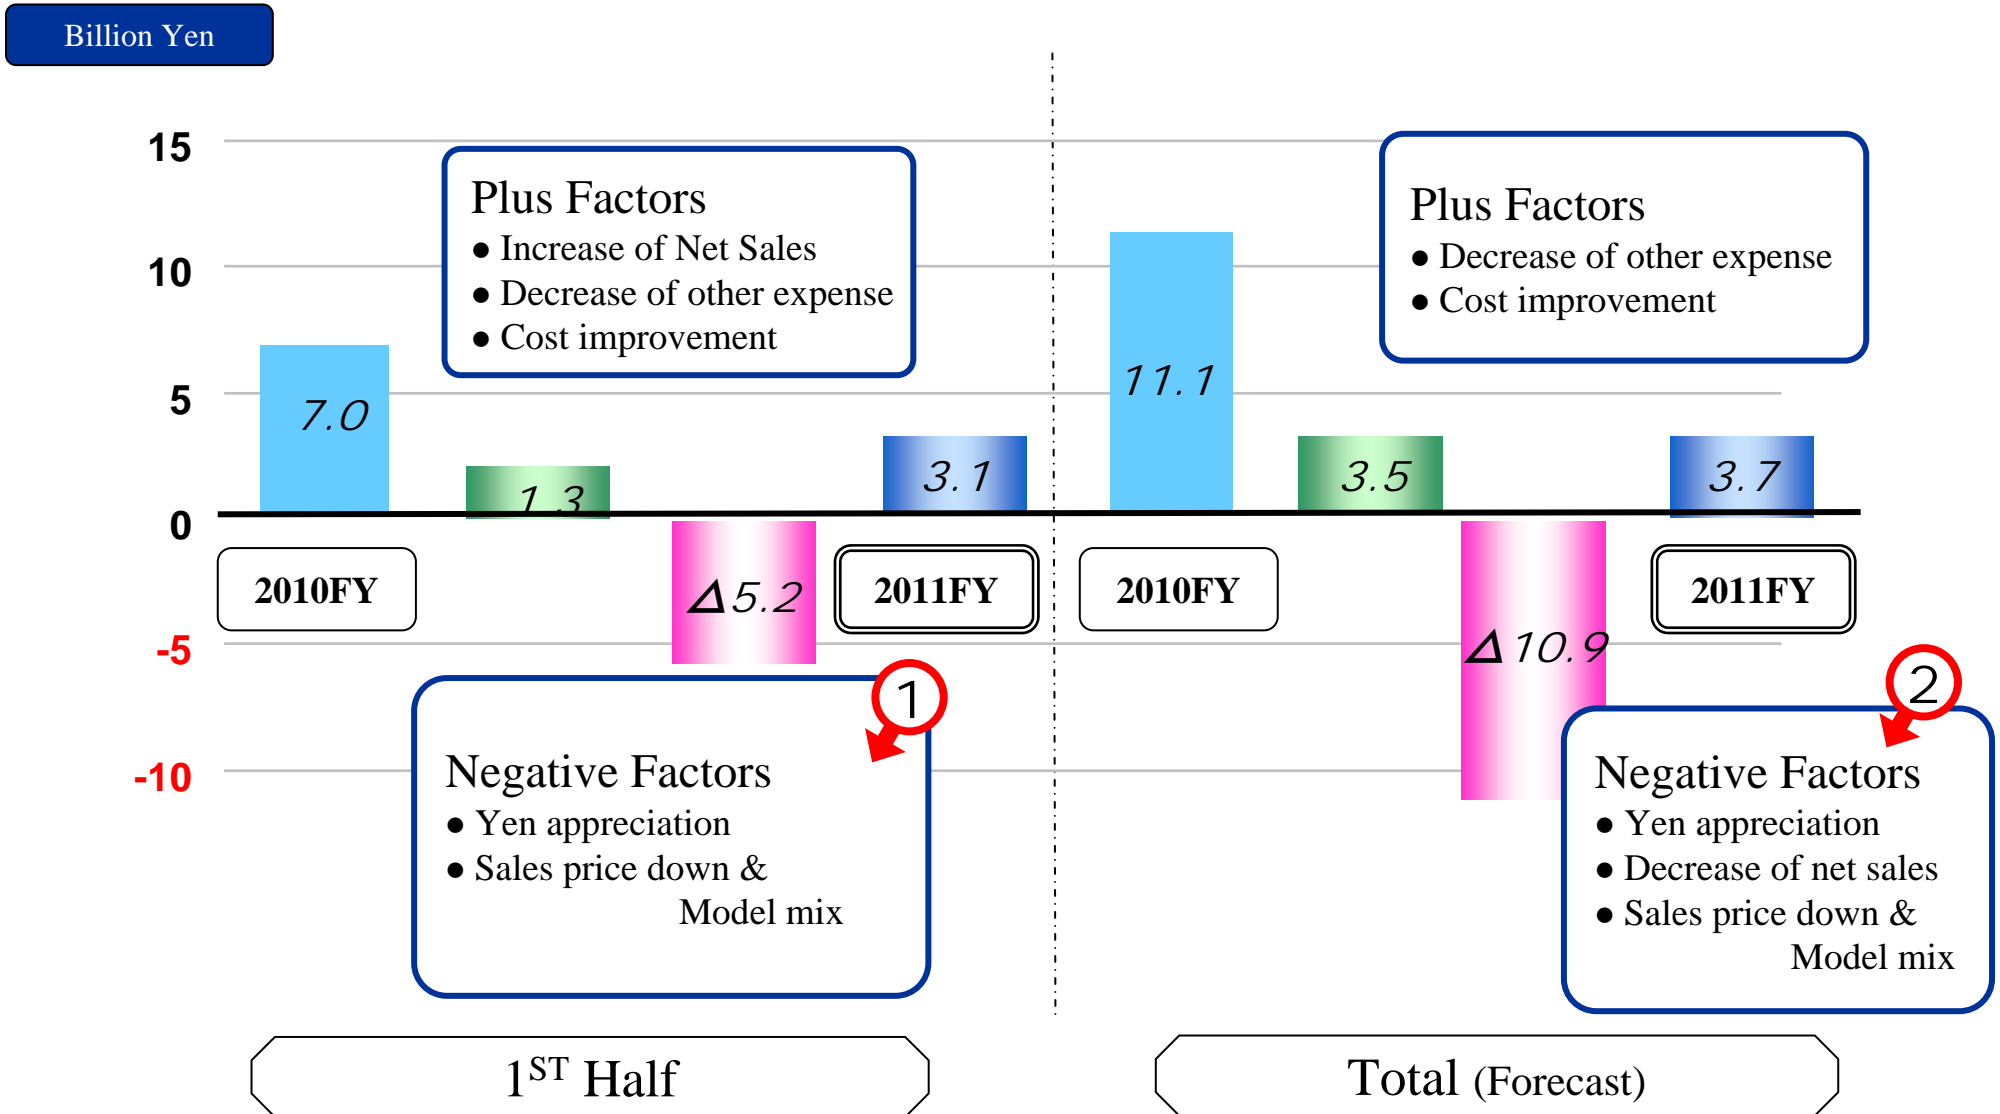 Billion Yen
15
10
5
0
-5
-10
Plus Factors
● Increase of Net Sales
● Decrease of other expense
● Cost improvement
7.0
1.3
Δ5.2
3.1
2010FY
2011FY
1
Negative Factors
● Yen appreciation
● Sales price down &
Model mix
1ST Half
Plus Factors
● Decrease of other expense
● Cost improvement
11.1
3.5
Δ10.9
3.7
2010FY
2011FY
2
Negative Factors
● Yen appreciation
● Decrease of net sales
● Sales price down &
Model mix
Total (Forecast)